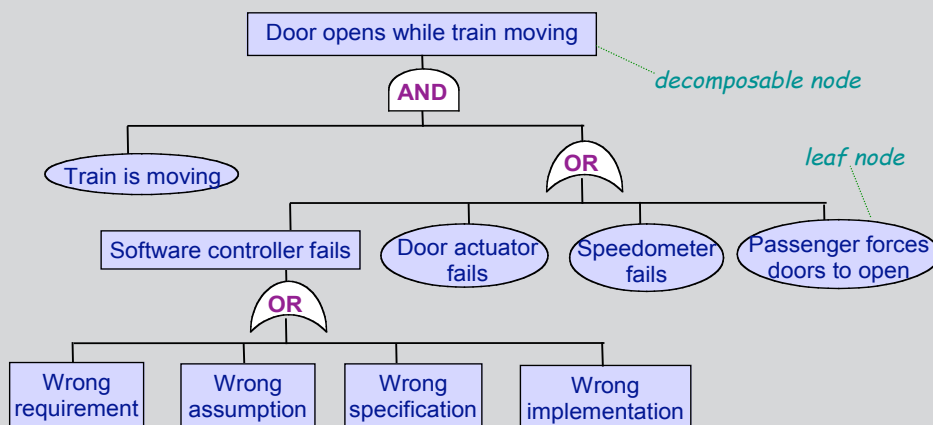 Door opens while train moving
decomposable node
AND
Train is moving
OR
leaf node
Software controller fails
Door actuator
fails
Speedometer
fails
Passenger forces
doors to open
OR
Wrong
requirement
Wrong
assumption
Wrong
specification
Wrong
implementation